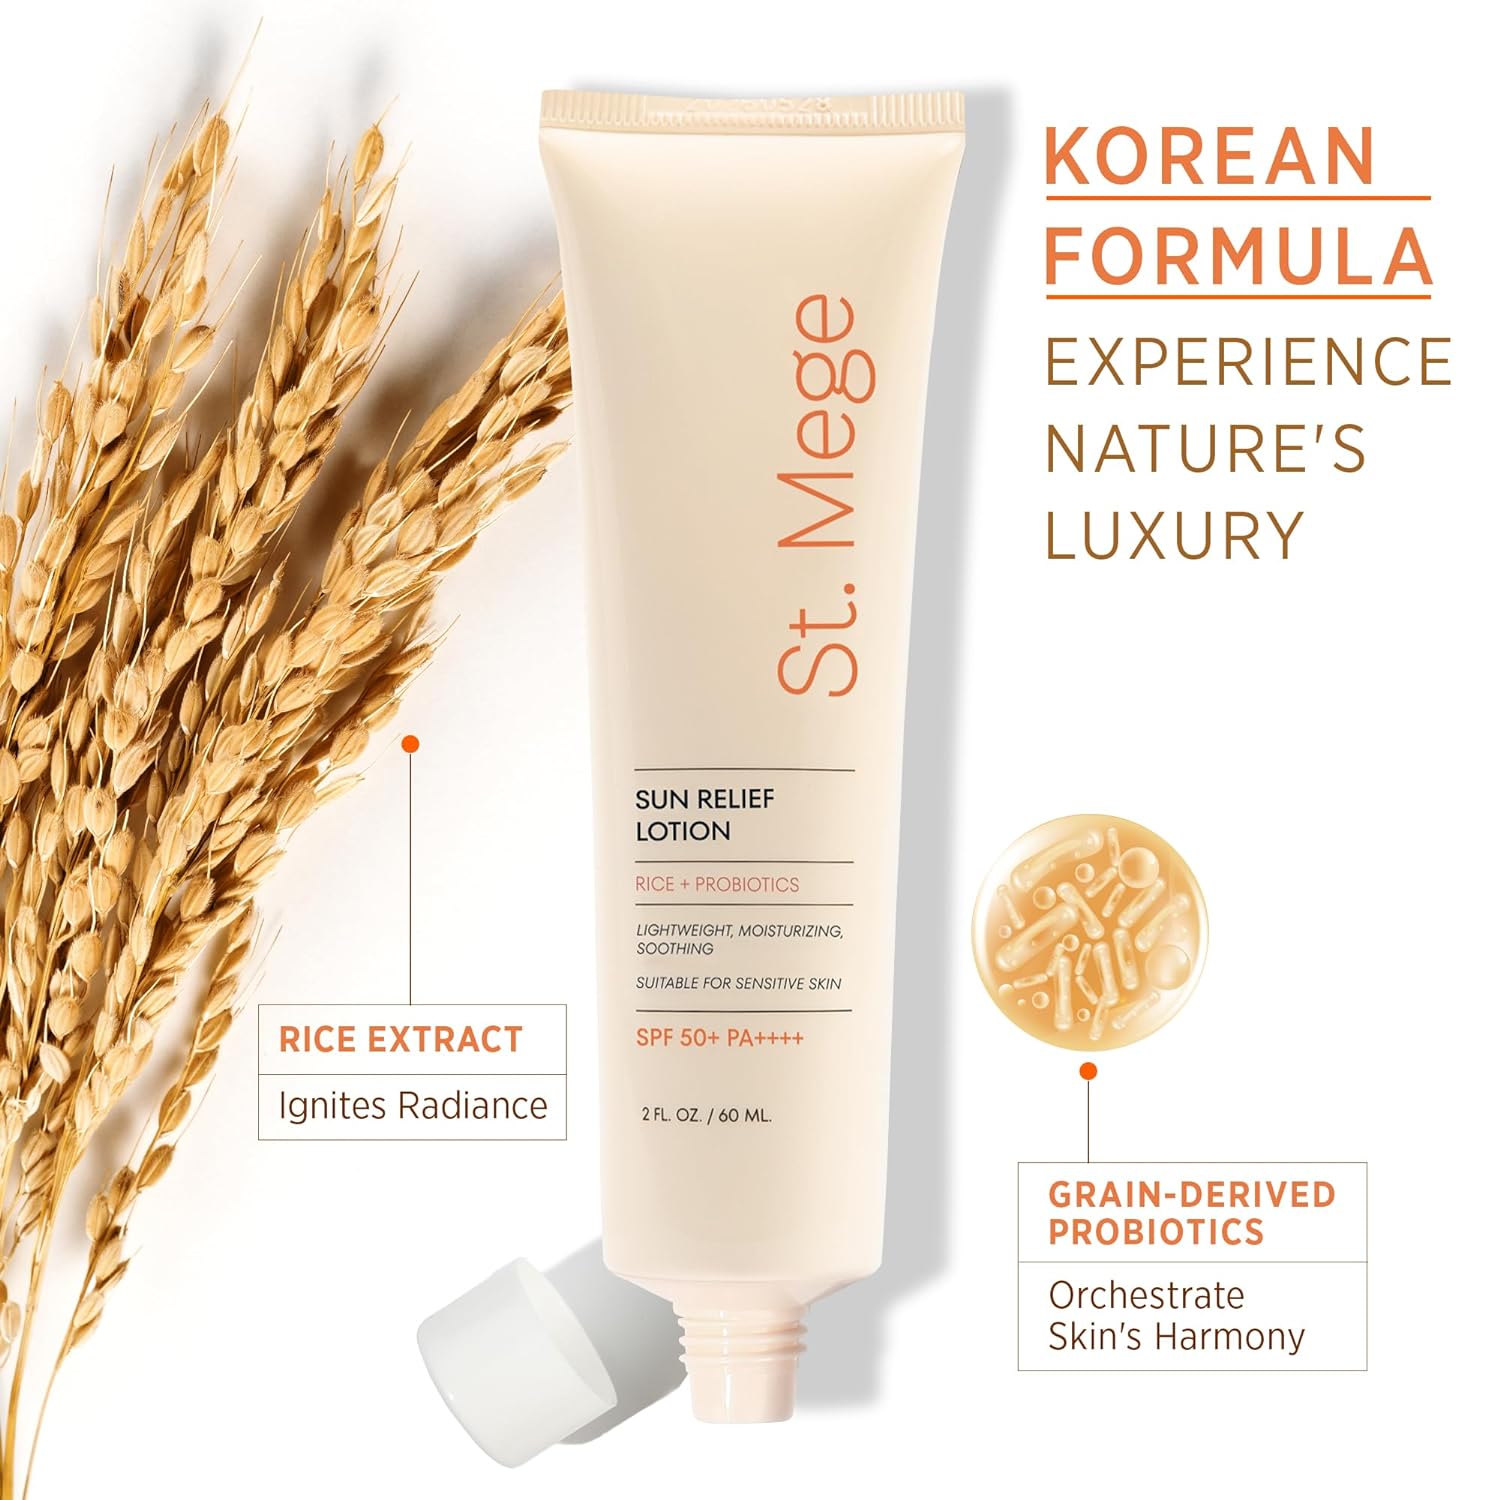 KOREAN
FORMULA
EXPERIENCE
NATURE'S
LUXURY
St. Mege
SUN RELIEF
LOTION
RICE + PROBIOTICS
LIGHTWEIGHT, MOISTURIZING,
SOOTHING
SUITABLE FOR SENSITIVE SKIN
SPF 50+ PA++++
2 FL. OZ. / 60 ML.
RICE EXTRACT
Ignites Radiance
GRAIN-DERIVED
PROBIOTICS
Orchestrate
Skin's Harmony